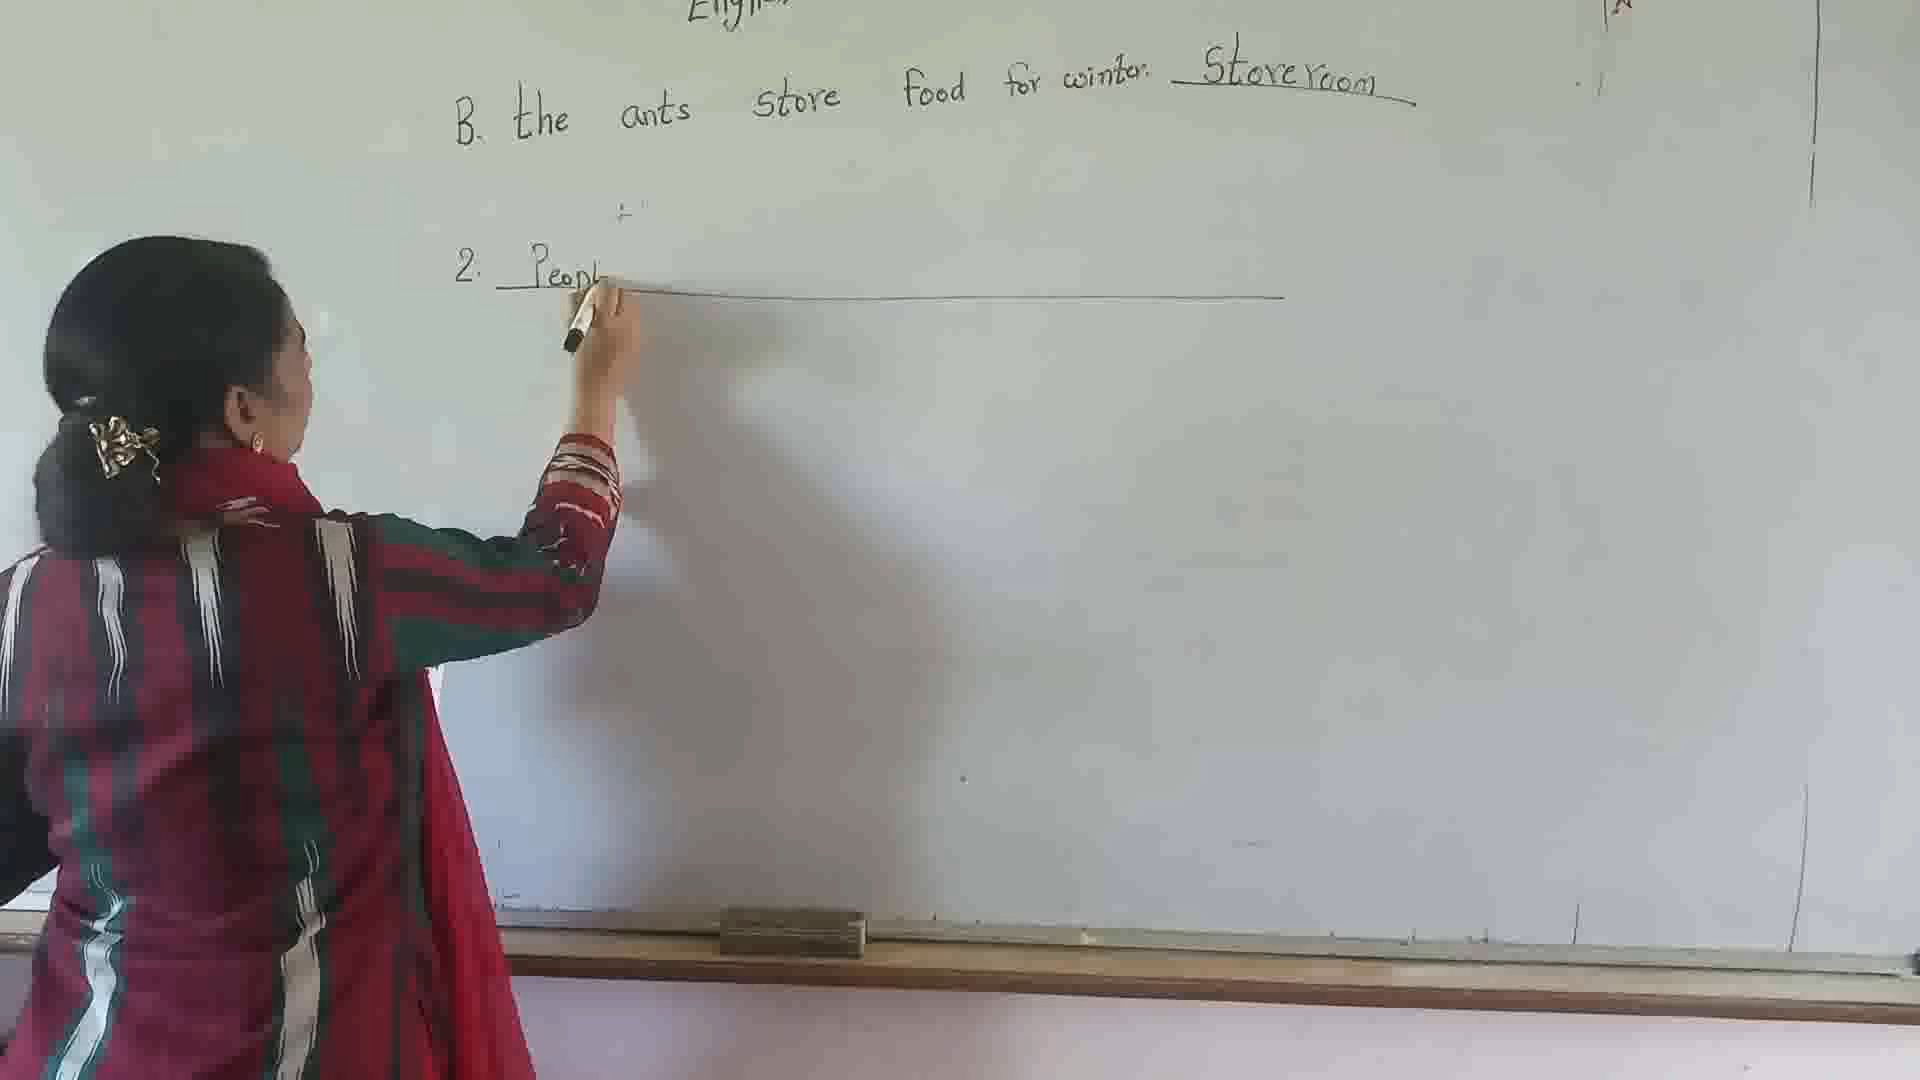 B. the ants store food for winter. Storeroom
2. Peopl